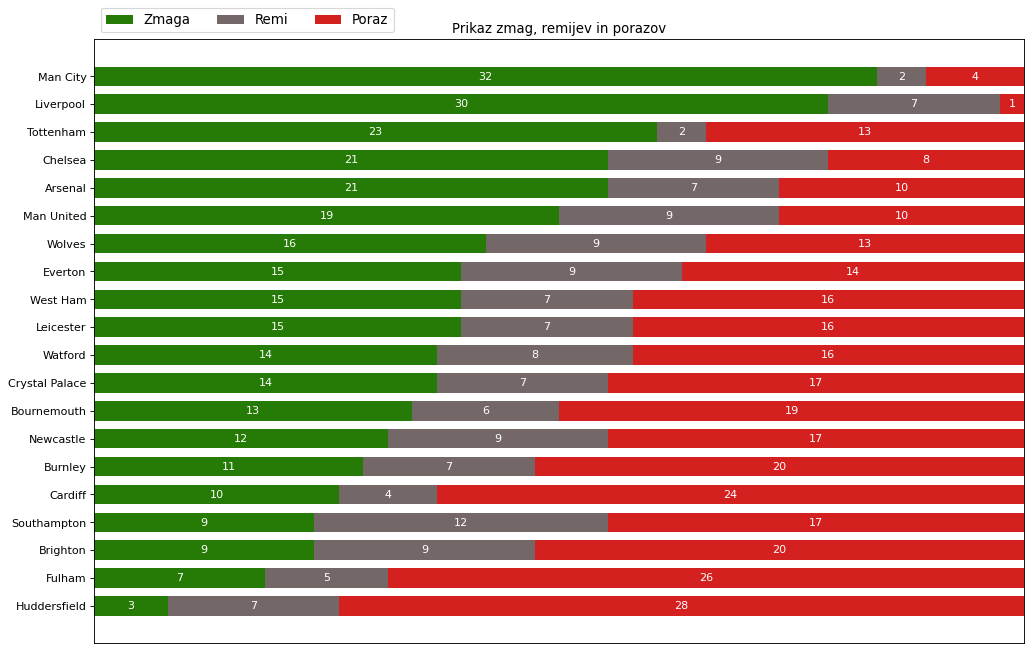 Zmaga Remi Poraz
Prikaz zmag, remijev in porazov
Man City 32 2 4
Liverpool 30 7 1
Tottenham 23 2 13
Chelsea 21 9 8
Arsenal 21 7 10
Man United 19 9 10
Wolves 16 9 13
Everton 15 9 14
West Ham 15 7 16
Leicester 15 7 16
Watford 14 8 16
Crystal Palace 14 7 17
Bournemouth 13 6 19
Newcastle 12 9 17
Burnley 11 7 20
Cardiff 10 4 24
Southampton 9 12 17
Brighton 9 9 20
Fulham 7 5 26
Huddersfield 3 7 28